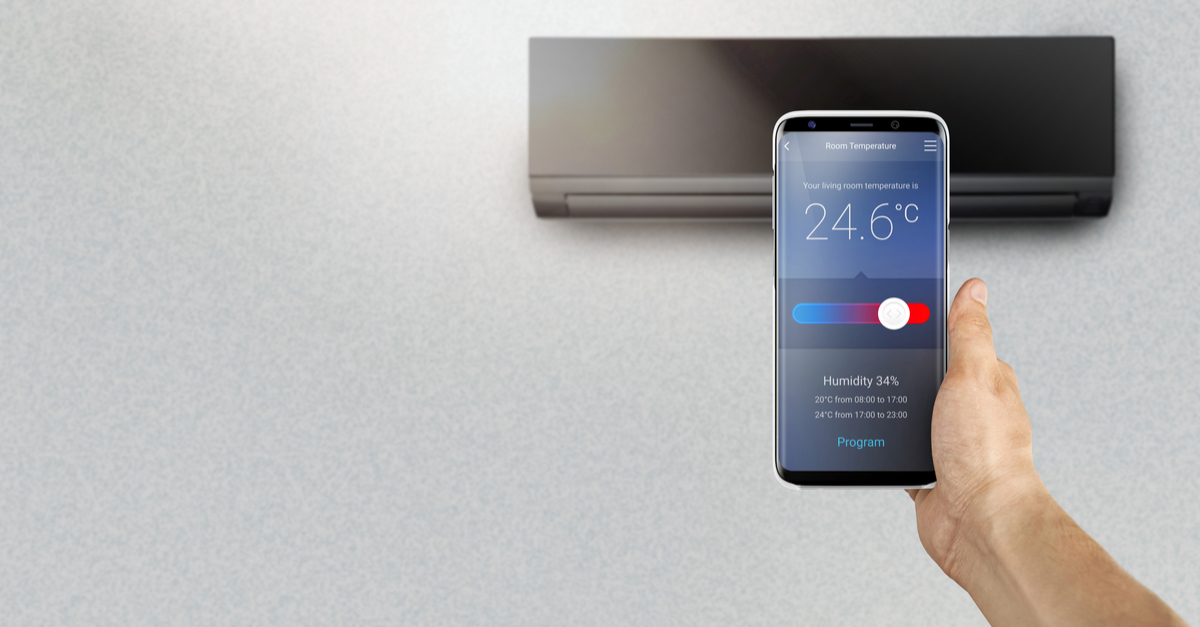 Room Temperature
Your living room temperature is
24.6°C
Humidity 34%
20°C from 08:00 to 17:00
24°C from 17:00 to 23:00
Program